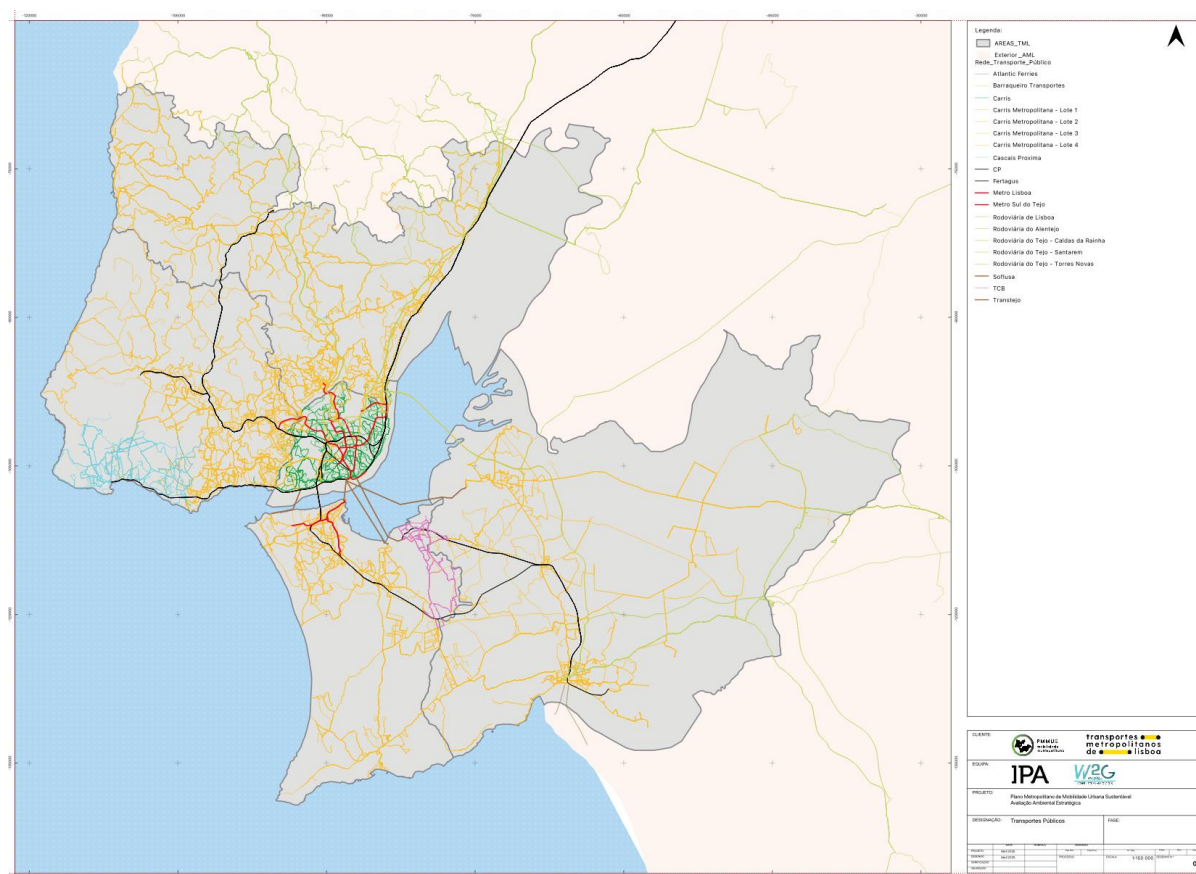 Legenda:
AREAS_TML
Exterior_AML
Rede_Transporte_Público
Atlantic Ferries
Barraqueiro Transportes
Carris
Carris Metropolitana - Lote 1
Carris Metropolitana - Lote 2
Carris Metropolitana - Lote 3
Carris Metropolitana - Lote 4
Cascais Proxima
CP
Fertagus
Metro Lisboa
Metro Sul do Tejo
Rodoviária de Lisboa
Rodoviária do Alentejo
Rodoviária do Tejo - Caldas da Rainha
Rodoviária do Tejo - Santarem
Rodoviária do Tejo - Torres Novas
Soflusa
TCB
Transtejo
CLIENTE:
PMMUS
transportes
metropolitanos
de lisboa
EQUIPA:
IPA
W2G
PROJETO:
Plano Metropolitano de Mobilidade Urbana Sustentável
Avaliação Ambiental Estratégica
DESIGNAÇÃO: Transportes Públicos
FASE:
1:160 000